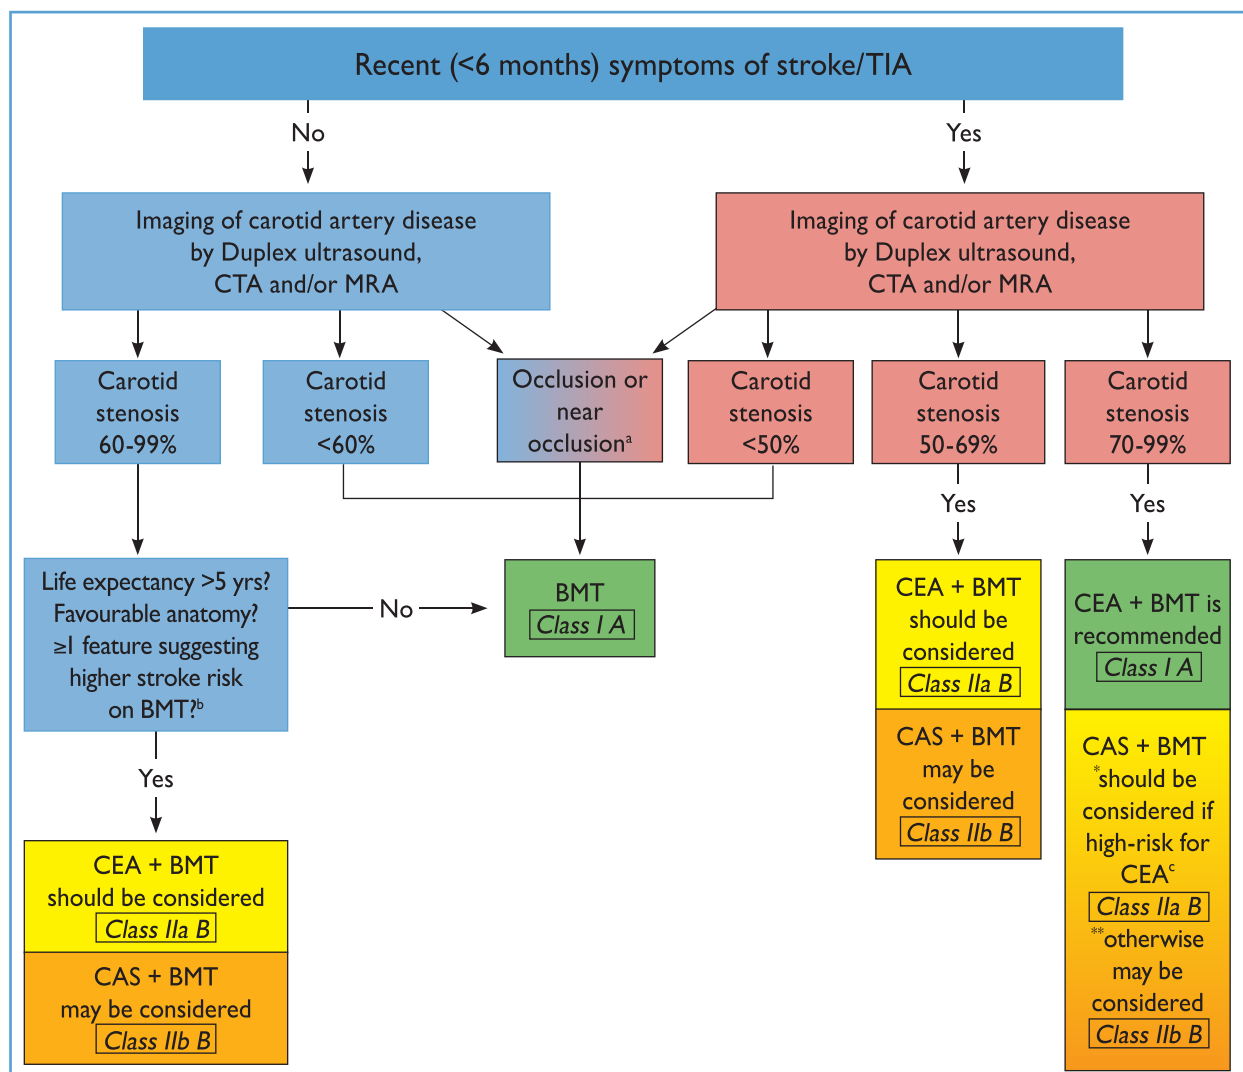 Recent (<6 months) symptoms of stroke/TIA
No
Yes
Imaging of carotid artery disease
by Duplex ultrasound,
CTA and/or MRA
Imaging of carotid artery disease
by Duplex ultrasound,
CTA and/or MRA
Carotid
stenosis
60-99%
Carotid
stenosis
<60%
Occlusion or
near
occlusionᵃ
Carotid
stenosis
<50%
Carotid
stenosis
50-69%
Carotid
stenosis
70-99%
Yes
Yes
Life expectancy >5 yrs?
Favourable anatomy?
≥1 feature suggesting
higher stroke risk
on BMT?ᵇ
No
BMT
Class I A
CEA + BMT
should be
considered
Class IIa B
CAS + BMT
may be
considered
Class IIb B
CEA + BMT is
recommended
Class I A
CAS + BMT
*should be
considered if
high-risk for
CEAᶜ
Class IIa B
**otherwise
may be
considered
Class IIb B
Yes
CEA + BMT
should be considered
Class IIa B
CAS + BMT
may be considered
Class IIb B